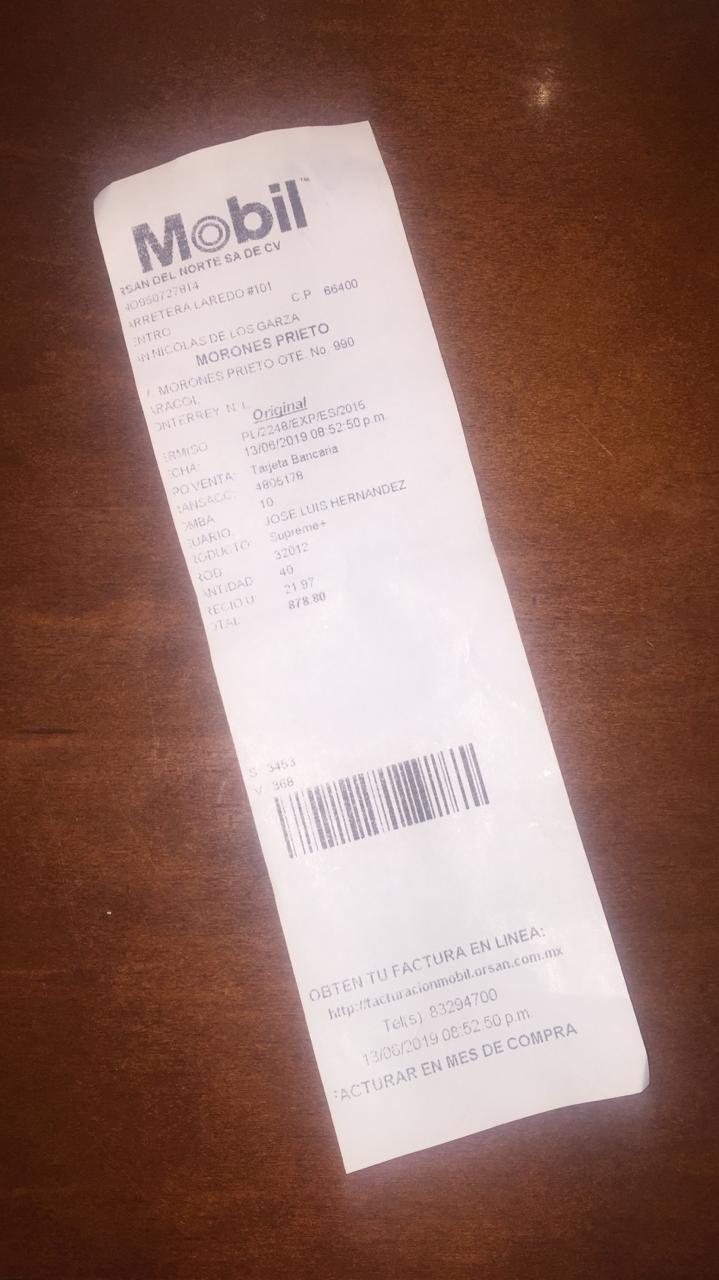 Mobil™
RSAN DEL NORTE SA DE CV
NO950727814
ARRETERA LAREDO #101
ENTRO C P 66400
AN NICOLAS DE LOS GARZA
MORONES PRIETO
MORONES PRIETO OTE. No. 990
ARACOL
ONTERREY N L
Original
ERMISO PL/2248/EXP/ES/2015
CHA: 13/06/2019 08:52:50 p.m.
PO VENTA: Tarjeta Bancaria
RANSACC: 4805178
OMBA 10
SUARIO. JOSE LUIS HERNANDEZ
RODUCTO Supreme+
ROD 32012
ANTIDAD 40
RECIO U 21.97
OTAL 878.80
S 3453
V 368
OBTEN TU FACTURA EN LINEA:
http://facturacionmobil.orsan.com.mx
Tel(s). 83294700
13/06/2019 08:52:50 p.m.
FACTURAR EN MES DE COMPRA